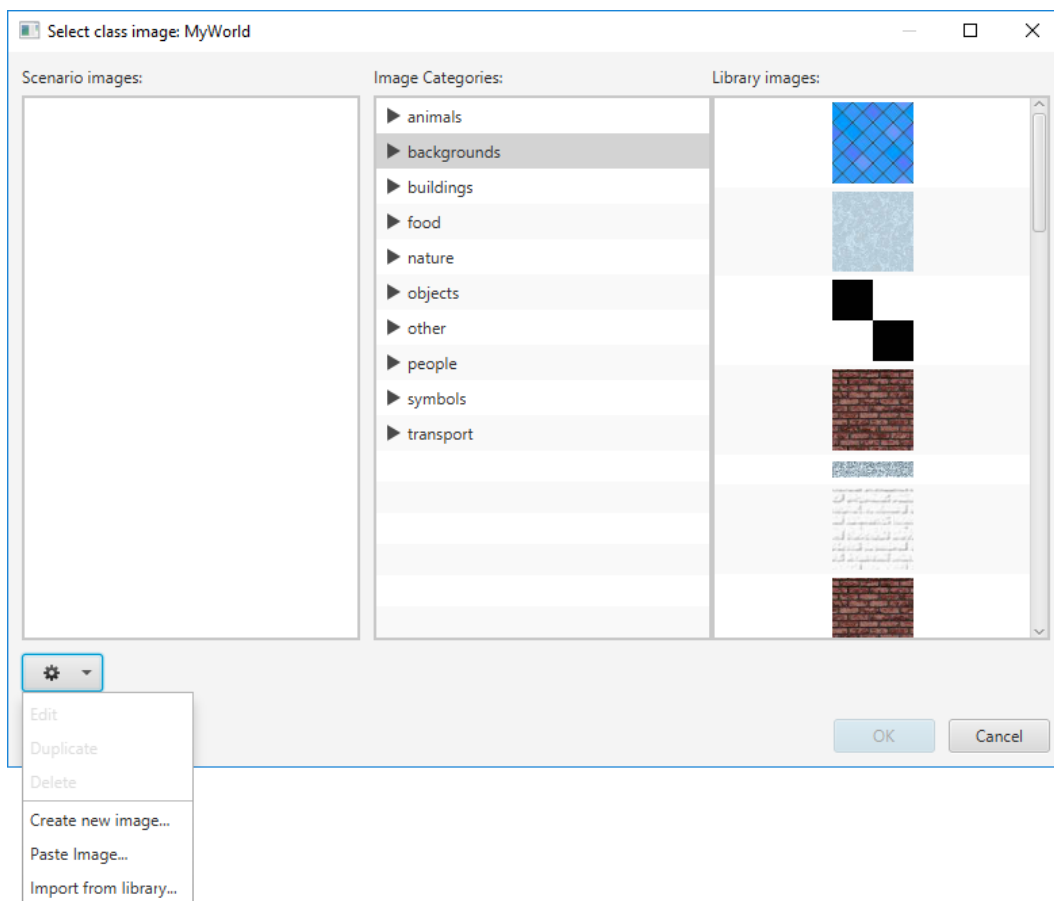 Select class image: MyWorld
Scenario images:
Image Categories:
Library images:
animals
backgrounds
buildings
food
nature
objects
other
people
symbols
transport
Edit
Duplicate
Delete
Create new image...
Paste Image...
Import from library...
OK
Cancel